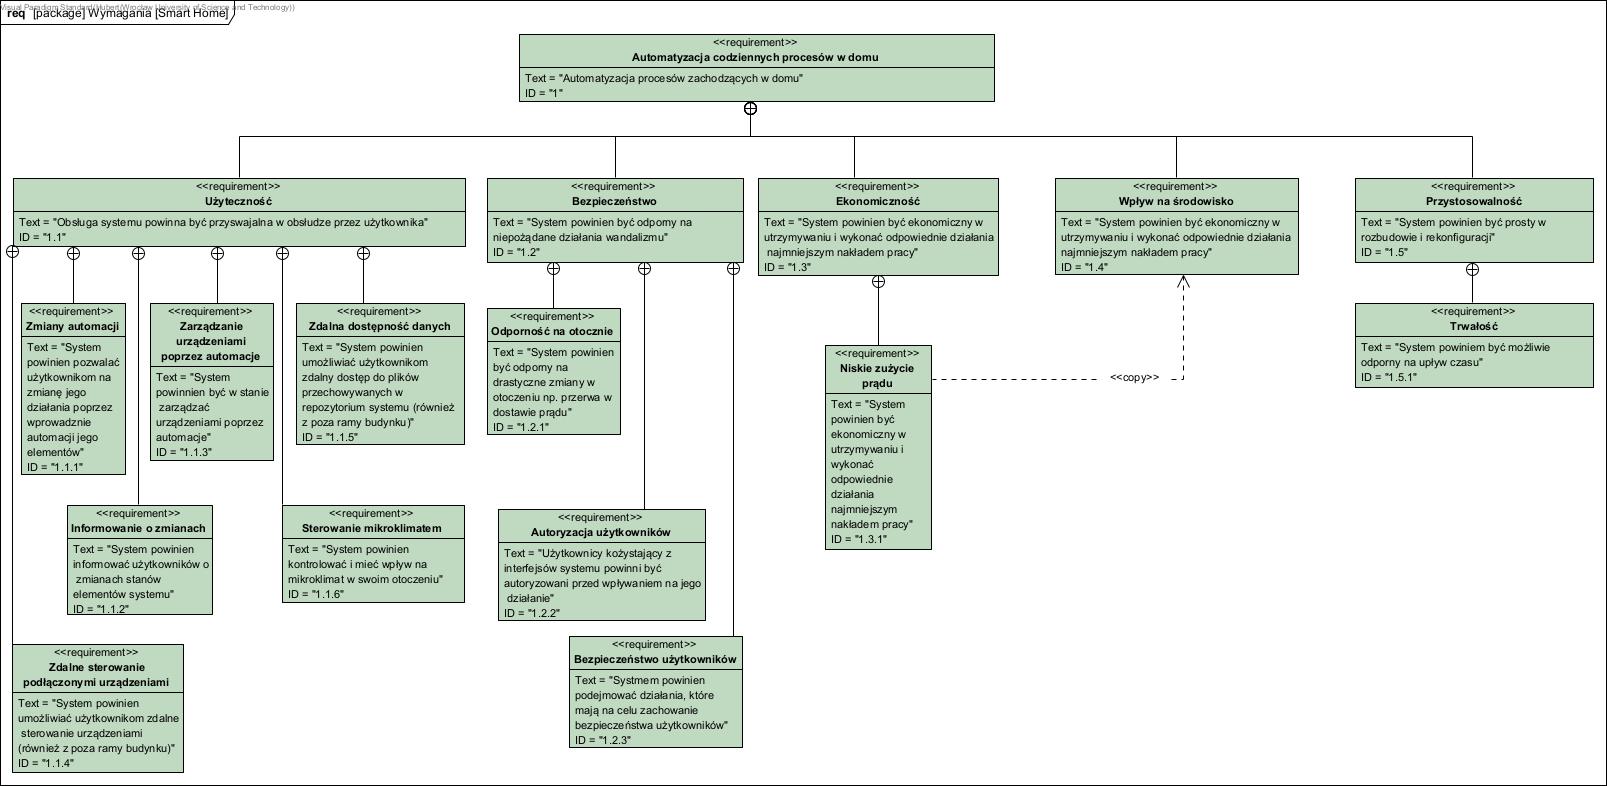 Visual Paradigm Standard(Hubert(Wrocław University of Science and Technology))
req [package] Wymagania [Smart Home]
<<requirement>>
Automatyzacja codziennych procesów w domu
Text = "Automatyzacja procesów zachodzących w domu"
ID = "1"
<<requirement>>
Użyteczność
Text = "Obsługa systemu powinna być przyswajalna w obsłudze przez użytkownika"
ID = "1.1"
<<requirement>>
Bezpieczeństwo
Text = "System powinien być odporny na
niepożądane działania wandalizmu"
ID = "1.2"
<<requirement>>
Ekonomiczność
Text = "System powinien być ekonomiczny w
utrzymywaniu i wykonać odpowiednie działania
najmniejszym nakładem pracy"
ID = "1.3"
<<requirement>>
Wpływ na środowisko
Text = "System powinien być ekonomiczny w
utrzymywaniu i wykonać odpowiednie działania
najmniejszym nakładem pracy"
ID = "1.4"
<<requirement>>
Przystosowalność
Text = "System powinien być prosty w
rozbudowie i rekonfiguracji"
ID = "1.5"
<<requirement>>
Zmiany automacji
Text = "System
powinien pozwalać
użytkownikom na
zmianę jego
działania poprzez
wprowadznie
automacji jego
elementów"
ID = "1.1.1"
<<requirement>>
Zarządzanie
urządzeniami
poprzez automacje
Text = "System
powinnien być w stanie
zarządzać
urządzeniami poprzez
automacje"
ID = "1.1.3"
<<requirement>>
Zdalna dostępność danych
Text = "System powinien
umożliwiać użytkownikom
zdalny dostęp do plików
przechowywanych w
repozytorium systemu (również
z poza ramy budynku)"
ID = "1.1.5"
<<requirement>>
Odporność na otocznie
Text = "System powinien
być odporny na
drastyczne zmiany w
otoczeniu np. przerwa w
dostawie prądu"
ID = "1.2.1"
<<requirement>>
Niskie zużycie
prądu
Text = "System
powinien być
ekonomiczny w
utrzymywaniu i
wykonać
odpowiednie
działania
najmniejszym
nakładem pracy"
ID = "1.3.1"
<<copy>>
<<requirement>>
Trwałość
Text = "System powiniem być możliwie
odporny na upływ czasu"
ID = "1.5.1"
<<requirement>>
Informowanie o zmianach
Text = "System powinien
informować użytkowników o
zmianach stanów
elementów systemu"
ID = "1.1.2"
<<requirement>>
Sterowanie mikroklimatem
Text = "System powinien
kontrolować i mieć wpływ na
mikroklimat w swoim otoczeniu"
ID = "1.1.6"
<<requirement>>
Autoryzacja użytkowników
Text = "Użytkownicy kożystający z
interfejsów systemu powinni być
autoryzowani przed wpływaniem na jego
działanie"
ID = "1.2.2"
<<requirement>>
Bezpieczeństwo użytkowników
Text = "Systmem powinien
podejmować działania, które
mają na celu zachowanie
bezpieczeństwa użytkowników"
ID = "1.2.3"
<<requirement>>
Zdalne sterowanie
podłączonymi urządzeniami
Text = "System powinien
umożliwiać użytkownikom zdalne
sterowanie urządzeniami
(również z poza ramy budynku)"
ID = "1.1.4"